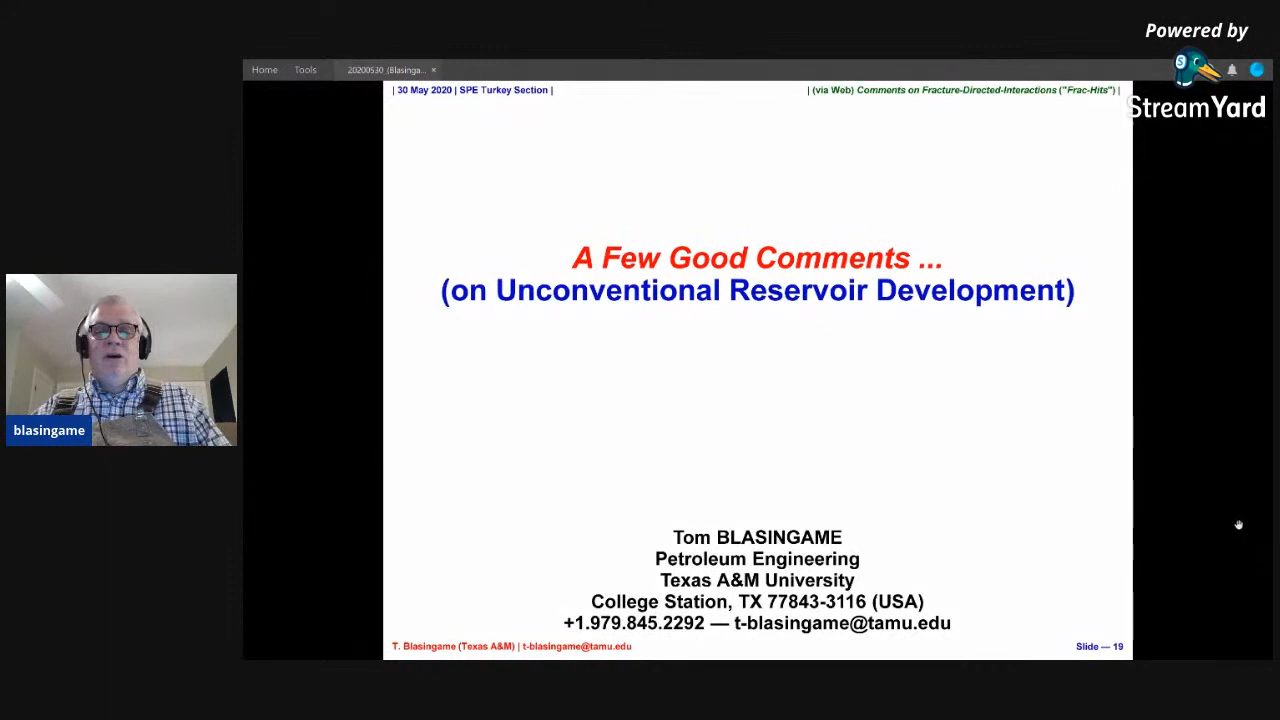 Powered by
StreamYard
Home Tools 20200530_(Blasinga... ×
| 30 May 2020 | SPE Turkey Section |
| (via Web) Comments on Fracture-Directed-Interactions ("Frac-Hits") |
A Few Good Comments ...
(on Unconventional Reservoir Development)
blasingame
Tom BLASINGAME
Petroleum Engineering
Texas A&M University
College Station, TX 77843-3116 (USA)
+1.979.845.2292 — t-blasingame@tamu.edu
T. Blasingame (Texas A&M) | t-blasingame@tamu.edu
Slide — 19